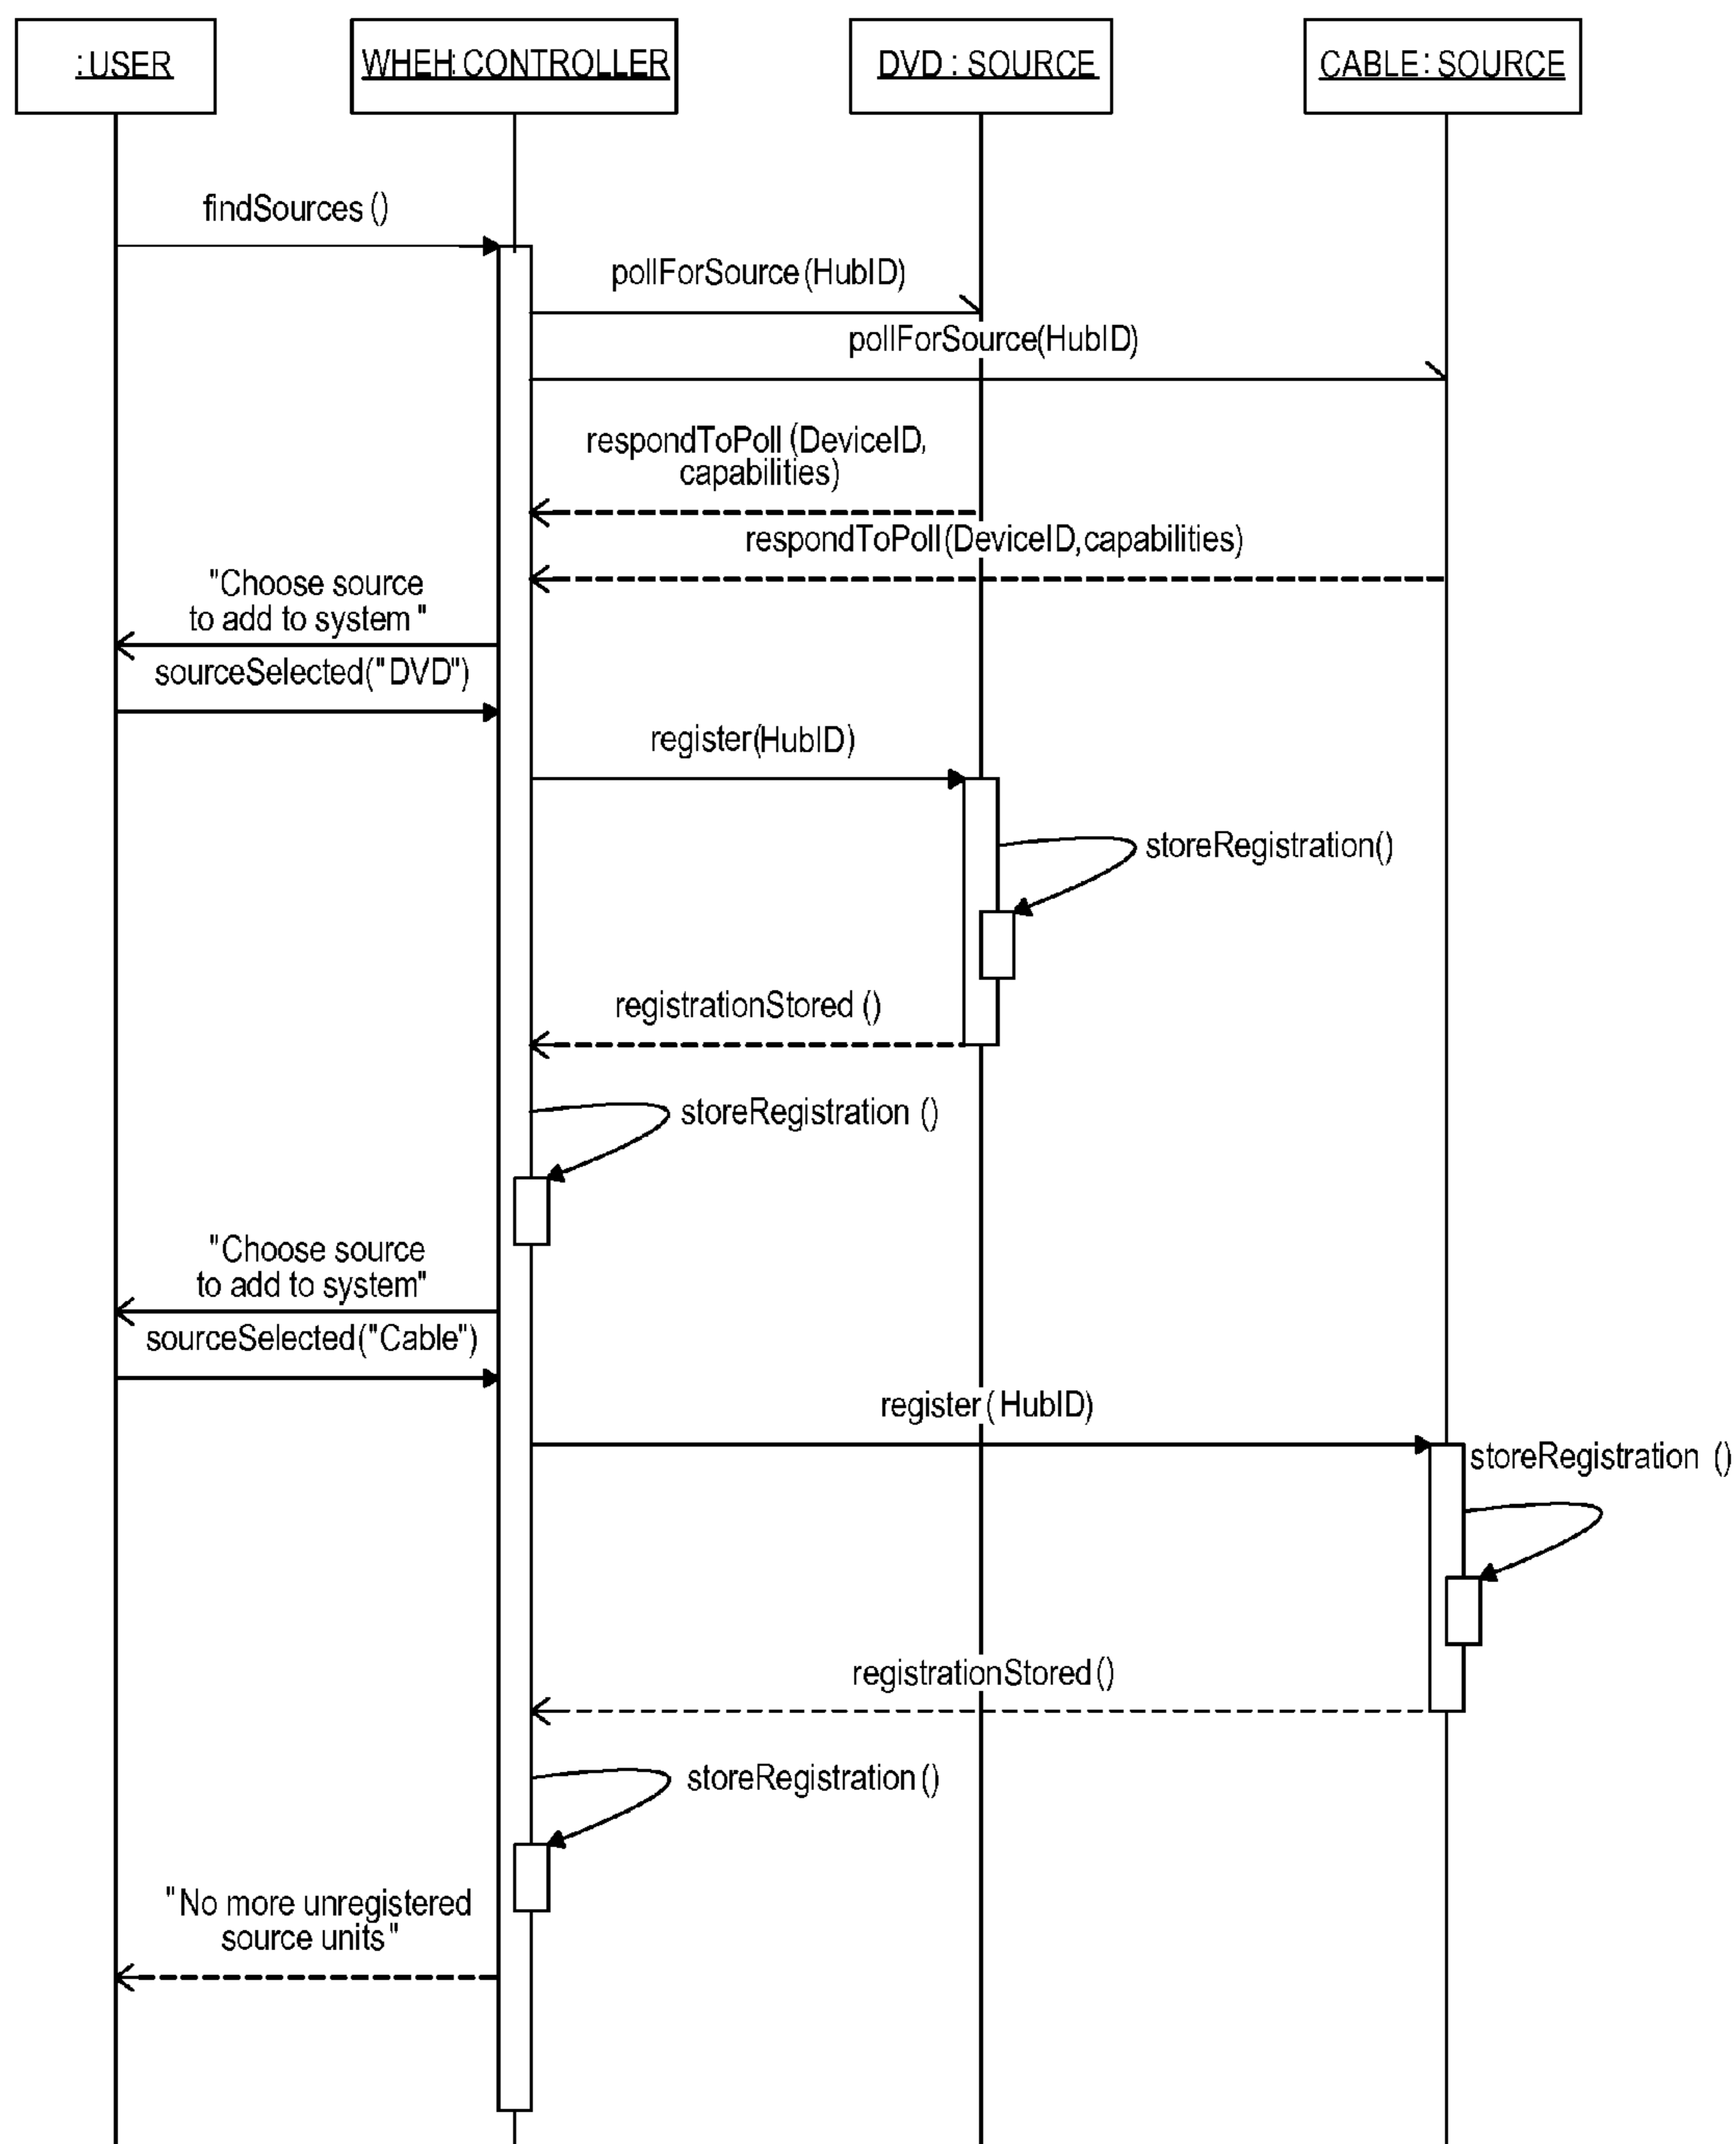 :USER
WHEH:CONTROLLER
DVD : SOURCE
CABLE: SOURCE
findSources ()
pollForSource (HubID)
pollForSource(HubID)
respondToPoll (DeviceID,
capabilities)
respondToPoll(DeviceID,capabilities)
"Choose source
to add to system "
sourceSelected("DVD")
register(HubID)
storeRegistration()
registrationStored ()
storeRegistration ()
"Choose source
to add to system"
sourceSelected("Cable")
register ( HubID)
storeRegistration ()
registrationStored ()
storeRegistration ()
"No more unregistered
source units"